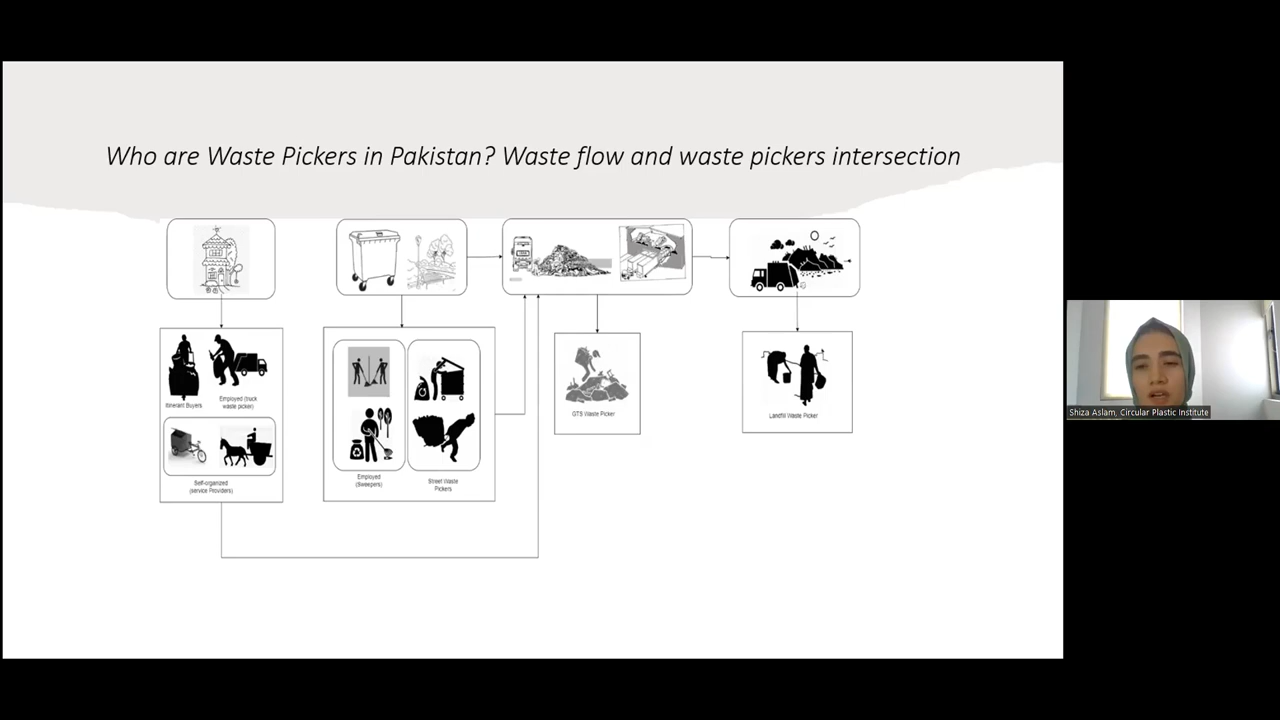 Who are Waste Pickers in Pakistan? Waste flow and waste pickers intersection
Itinerant Buyers
Employed (truck
waste picker)
Self-organized
(service Providers)
Employed
(Sweepers)
Street Waste
Pickers
GTS Waste Picker
Landfill Waste Picker
Shiza Aslam, Circular Plastic Institute